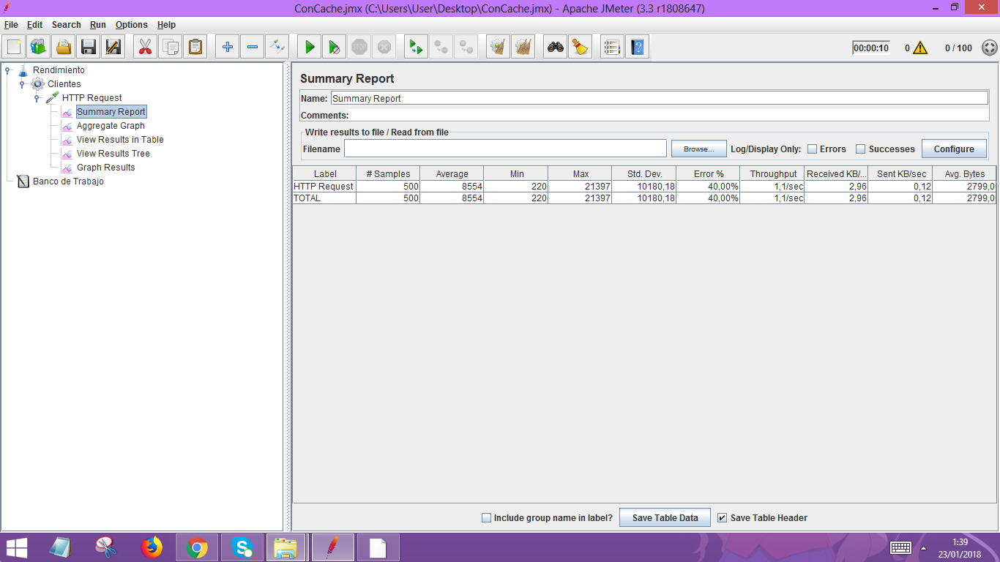 ConCache.jmx (C:\Users\User\Desktop\ConCache.jmx) - Apache JMeter (3.3 r1808647)
File Edit Search Run Options Help
00:00:10 0 0 / 100
Rendimiento
Clientes
HTTP Request
Summary Report
Aggregate Graph
View Results in Table
View Results Tree
Graph Results
Banco de Trabajo
Summary Report
Name: Summary Report
Comments:
Write results to file / Read from file
Filename Browse... Log/Display Only: Errors Successes Configure
Label # Samples Average Min Max Std. Dev. Error % Throughput Received KB/... Sent KB/sec Avg. Bytes
HTTP Request 500 8554 220 21397 10180,18 40,00% 1,1/sec 2,96 0,12 2799,0
TOTAL 500 8554 220 21397 10180,18 40,00% 1,1/sec 2,96 0,12 2799,0
Include group name in label? Save Table Data Save Table Header
1:39
23/01/2018